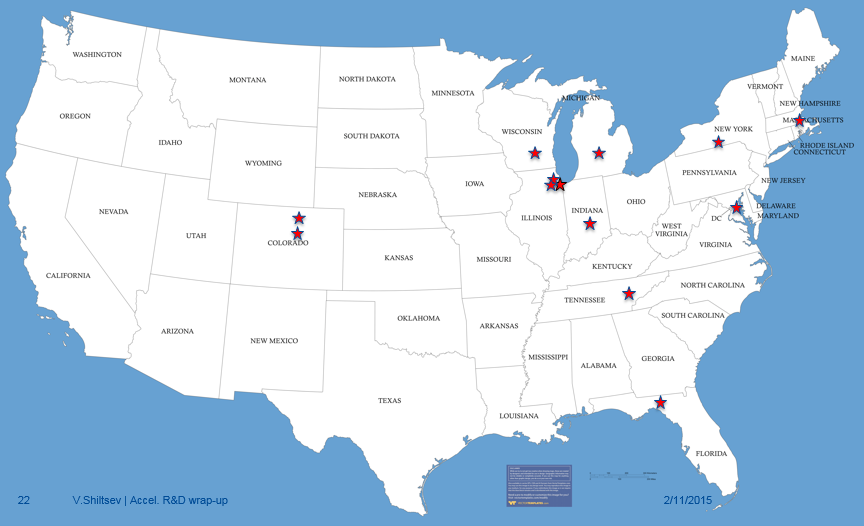 WASHINGTON
MAINE
MONTANA
NORTH DAKOTA
VERMONT
MINNESOTA
MICHIGAN
NEW HAMPSHIRE
OREGON
MASSACHUSETTS
SOUTH DAKOTA
WISCONSIN
NEW YORK
IDAHO
RHODE ISLAND
CONNECTICUT
WYOMING
PENNSYLVANIA
NEW JERSEY
IOWA
NEBRASKA
OHIO
DELAWARE
NEVADA
INDIANA
ILLINOIS
DC
MARYLAND
UTAH
COLORADO
WEST
VIRGINIA
VIRGINIA
KANSAS
MISSOURI
KENTUCKY
CALIFORNIA
NORTH CAROLINA
TENNESSEE
SOUTH CAROLINA
OKLAHOMA
ARKANSAS
ARIZONA
NEW MEXICO
MISSISSIPPI
ALABAMA
GEORGIA
TEXAS
LOUISIANA
FLORIDA
22 V.Shiltsev | Accel. R&D wrap-up 2/11/2015